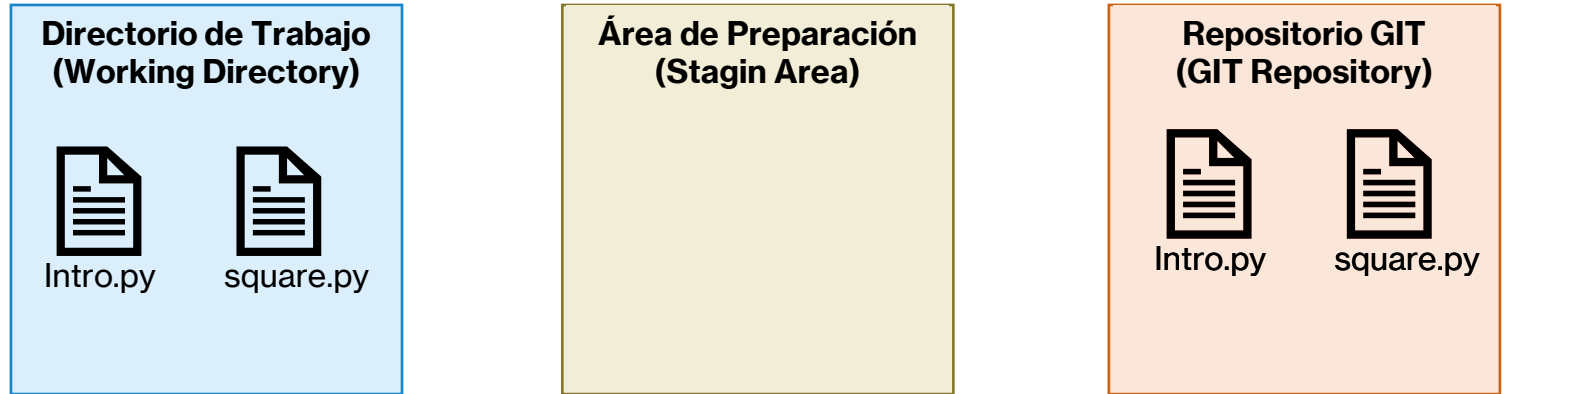 Directorio de Trabajo
(Working Directory)
Intro.py
square.py
Área de Preparación
(Stagin Area)
Repositorio GIT
(GIT Repository)
Intro.py
square.py